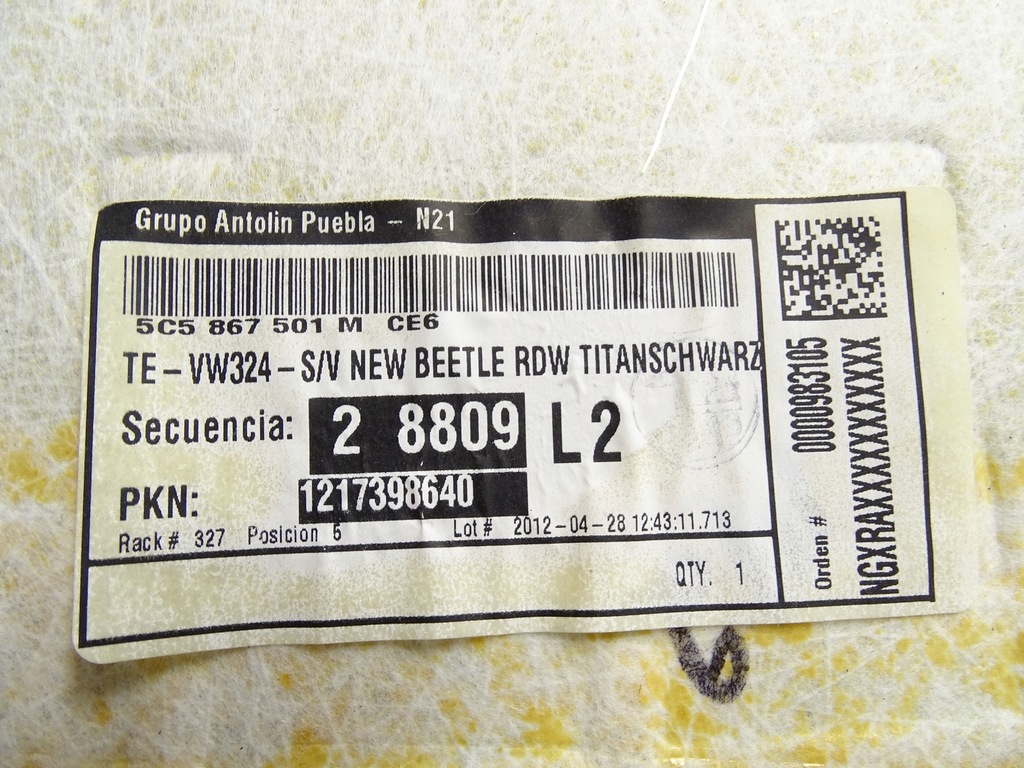 Grupo Antolin Puebla - N21
5C5 867 501 M CE6
TE - VW324 - S/V NEW BEETLE RDW TITANSCHWARZ
Secuencia: 2 8809 L2
PKN: 1217398640
Rack # 327 Posicion 5 Lot # 2012-04-28 12:43:11.713
QTY. 1
Orden # 0000983105